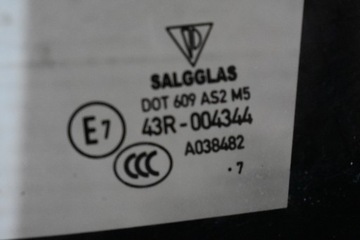 SALGGLAS
DOT 609 AS2 M5
E7 43R-004344
CCC A038482
.7